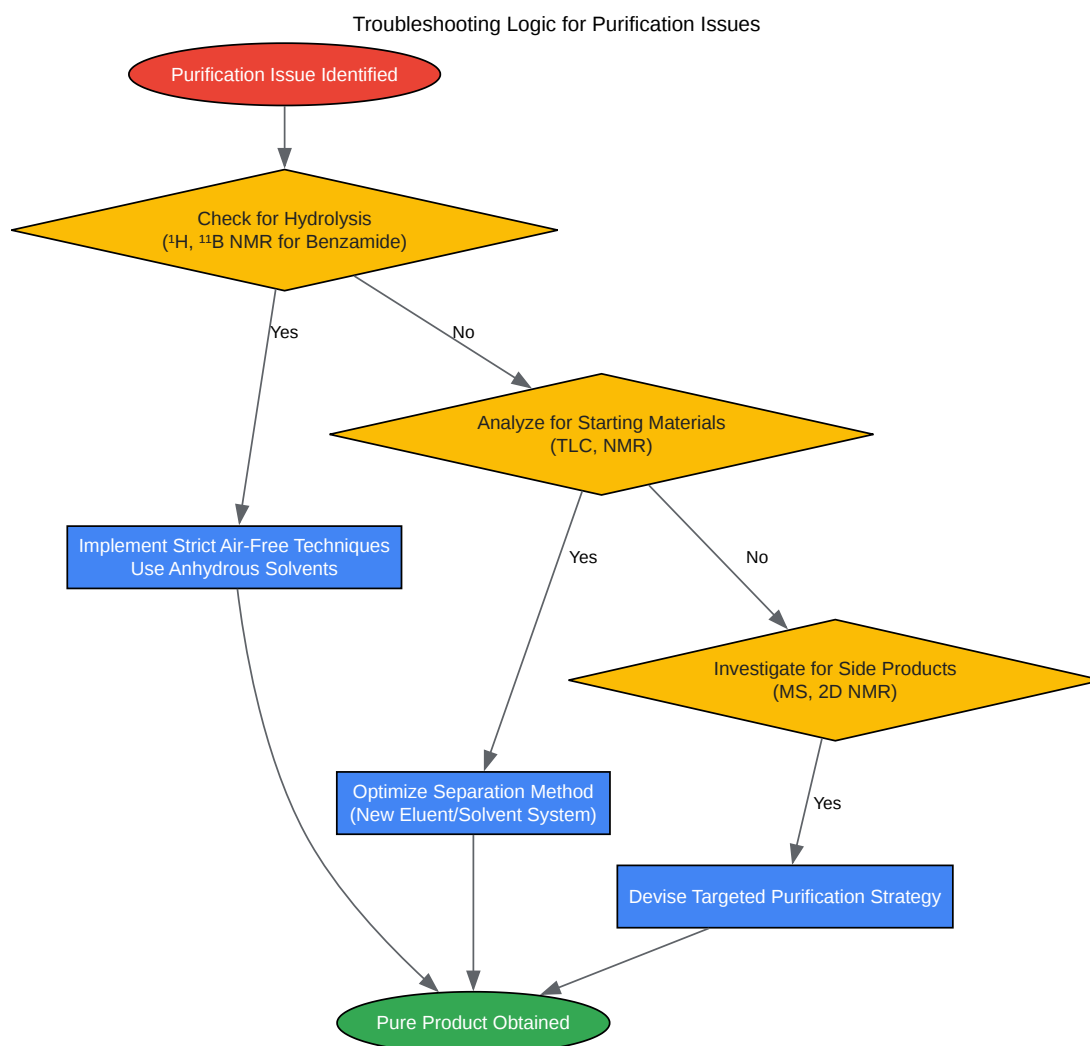 Troubleshooting Logic for Purification Issues
Purification Issue Identified
Check for Hydrolysis
(¹H, ¹¹B NMR for Benzamide)
Yes
No
Analyze for Starting Materials
(TLC, NMR)
Implement Strict Air-Free Techniques
Use Anhydrous Solvents
Yes
No
Investigate for Side Products
(MS, 2D NMR)
Optimize Separation Method
(New Eluent/Solvent System)
Yes
Devise Targeted Purification Strategy
Pure Product Obtained